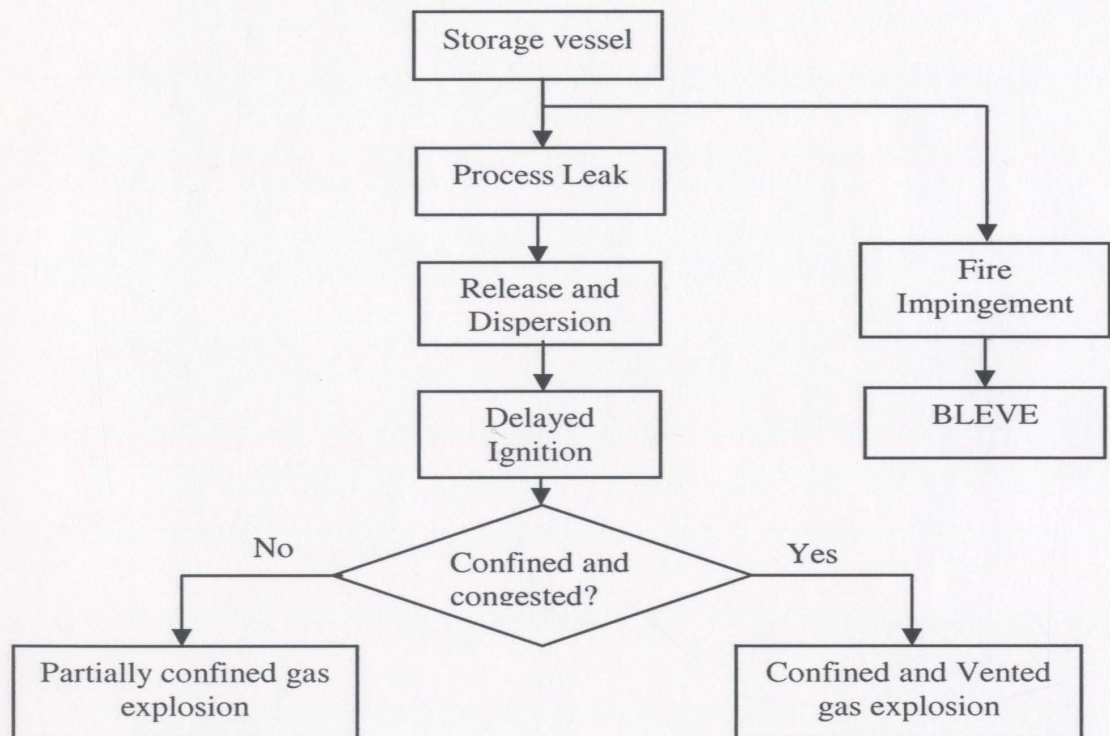 Storage vessel
Process Leak
Release and
Dispersion
Fire
Impingement
Delayed
Ignition
BLEVE
No
Confined and
congested?
Yes
Partially confined gas
explosion
Confined and Vented
gas explosion